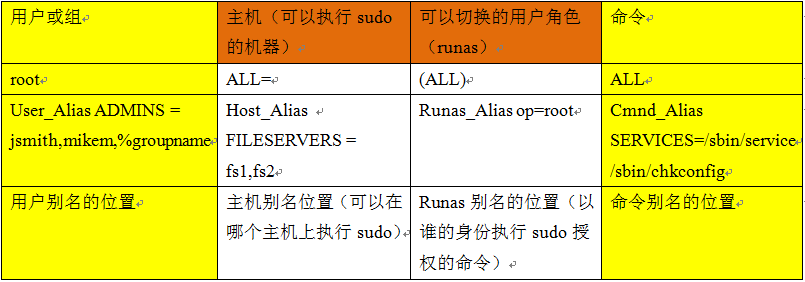 用户或组
主机（可以执行 sudo
的机器）
可以切换的用户角色
（runas）
命令
root
ALL=
(ALL)
ALL
User_Alias ADMINS =
jsmith,mikem,%groupname
Host_Alias
FILESERVERS =
fs1,fs2
Runas_Alias op=root
Cmnd_Alias
SERVICES=/sbin/service
/sbin/chkconfig
用户别名的位置
主机别名位置（可以在
哪个主机上执行 sudo）
Runas 别名的位置（以
谁的身份执行 sudo 授
权的命令）
命令别名的位置